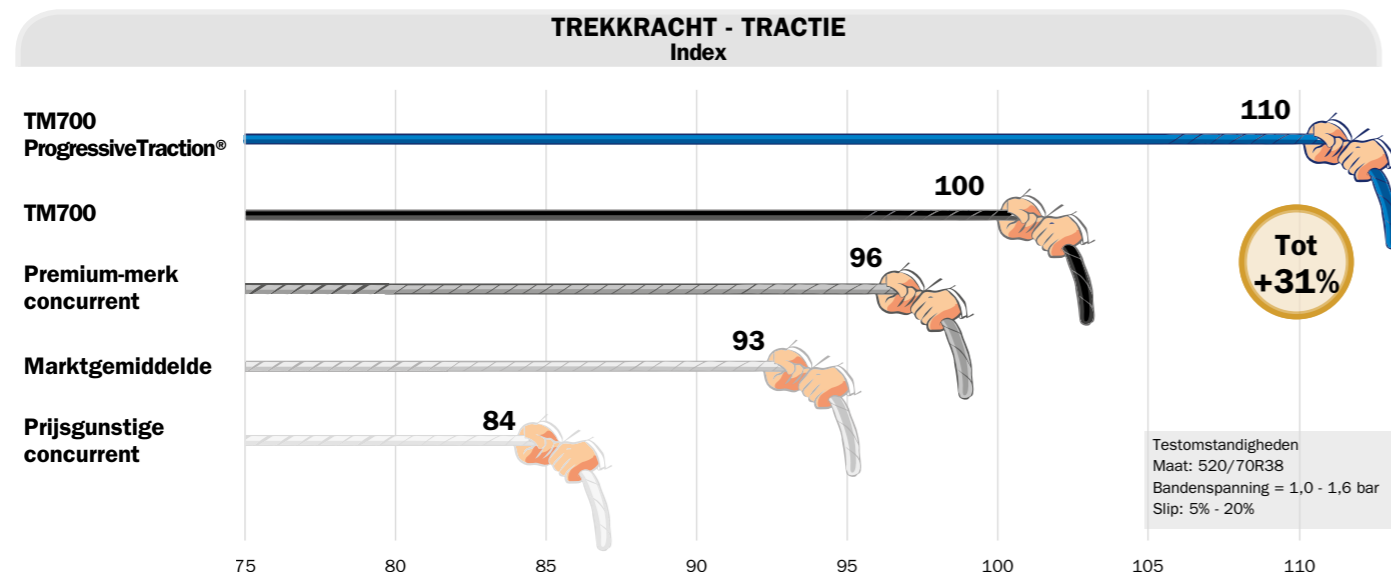 TREKKRACHT - TRACTIE
Index
TM700
ProgressiveTraction®
110
TM700
100
Premium-merk
concurrent
96
Marktgemiddelde
93
Prijsgunstige
concurrent
84
Tot
+31%
Testomstandigheden
Maat: 520/70R38
Bandenspanning = 1,0 - 1,6 bar
Slip: 5% - 20%
75 80 85 90 95 100 105 110